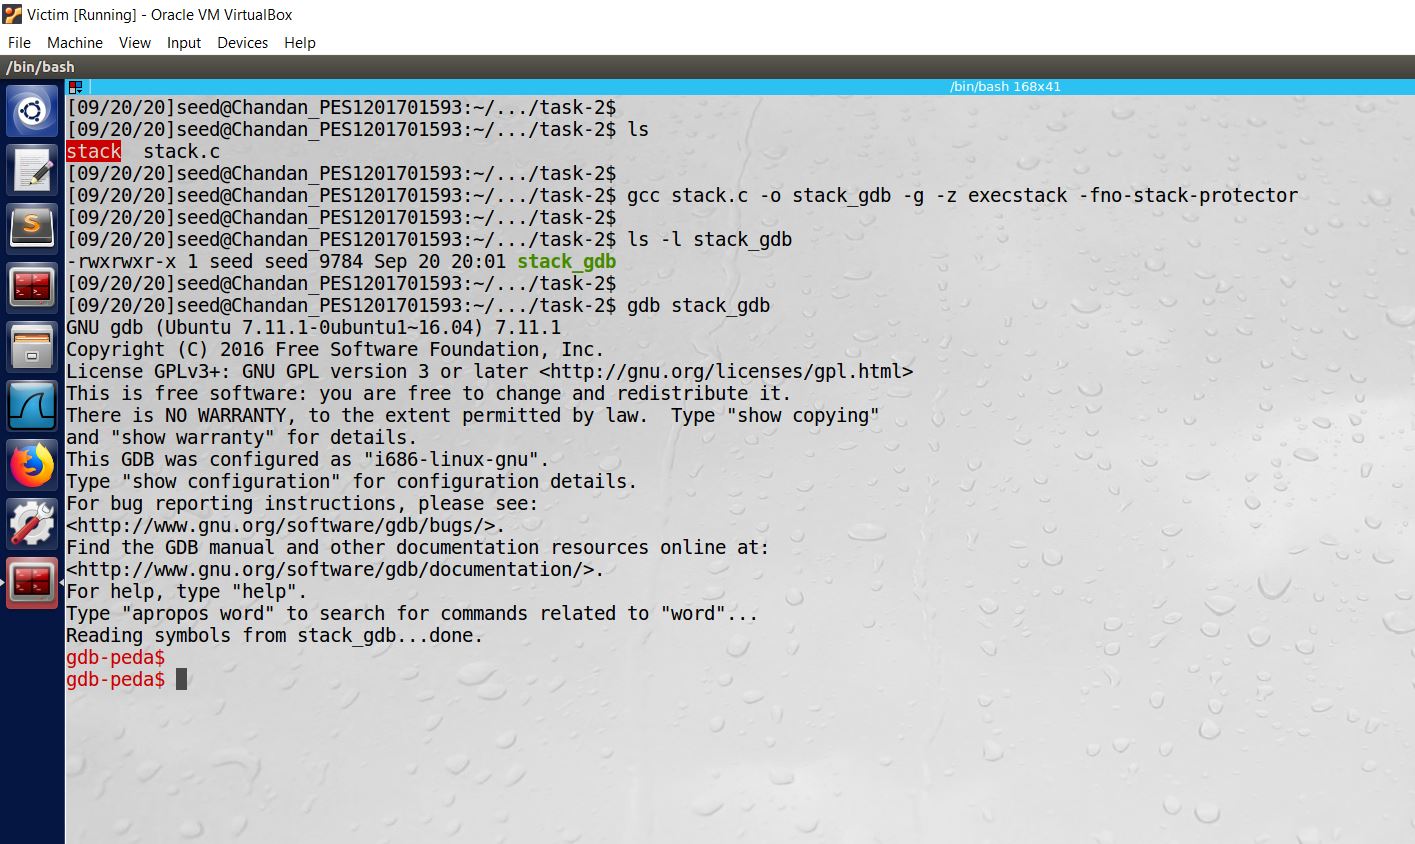 Victim [Running] - Oracle VM VirtualBox
File Machine View Input Devices Help
/bin/bash
/bin/bash 168x41
[09/20/20]seed@Chandan_PES1201701593:~/.../task-2$
[09/20/20]seed@Chandan_PES1201701593:~/.../task-2$ ls
stack  stack.c
[09/20/20]seed@Chandan_PES1201701593:~/.../task-2$
[09/20/20]seed@Chandan_PES1201701593:~/.../task-2$ gcc stack.c -o stack_gdb -g -z execstack -fno-stack-protector
[09/20/20]seed@Chandan_PES1201701593:~/.../task-2$
[09/20/20]seed@Chandan_PES1201701593:~/.../task-2$ ls -l stack_gdb
-rwxrwxr-x 1 seed seed 9784 Sep 20 20:01 stack_gdb
[09/20/20]seed@Chandan_PES1201701593:~/.../task-2$
[09/20/20]seed@Chandan_PES1201701593:~/.../task-2$ gdb stack_gdb
GNU gdb (Ubuntu 7.11.1-0ubuntu1~16.04) 7.11.1
Copyright (C) 2016 Free Software Foundation, Inc.
License GPLv3+: GNU GPL version 3 or later <http://gnu.org/licenses/gpl.html>
This is free software: you are free to change and redistribute it.
There is NO WARRANTY, to the extent permitted by law.  Type "show copying"
and "show warranty" for details.
This GDB was configured as "i686-linux-gnu".
Type "show configuration" for configuration details.
For bug reporting instructions, please see:
<http://www.gnu.org/software/gdb/bugs/>.
Find the GDB manual and other documentation resources online at:
<http://www.gnu.org/software/gdb/documentation/>.
For help, type "help".
Type "apropos word" to search for commands related to "word"...
Reading symbols from stack_gdb...done.
gdb-peda$
gdb-peda$